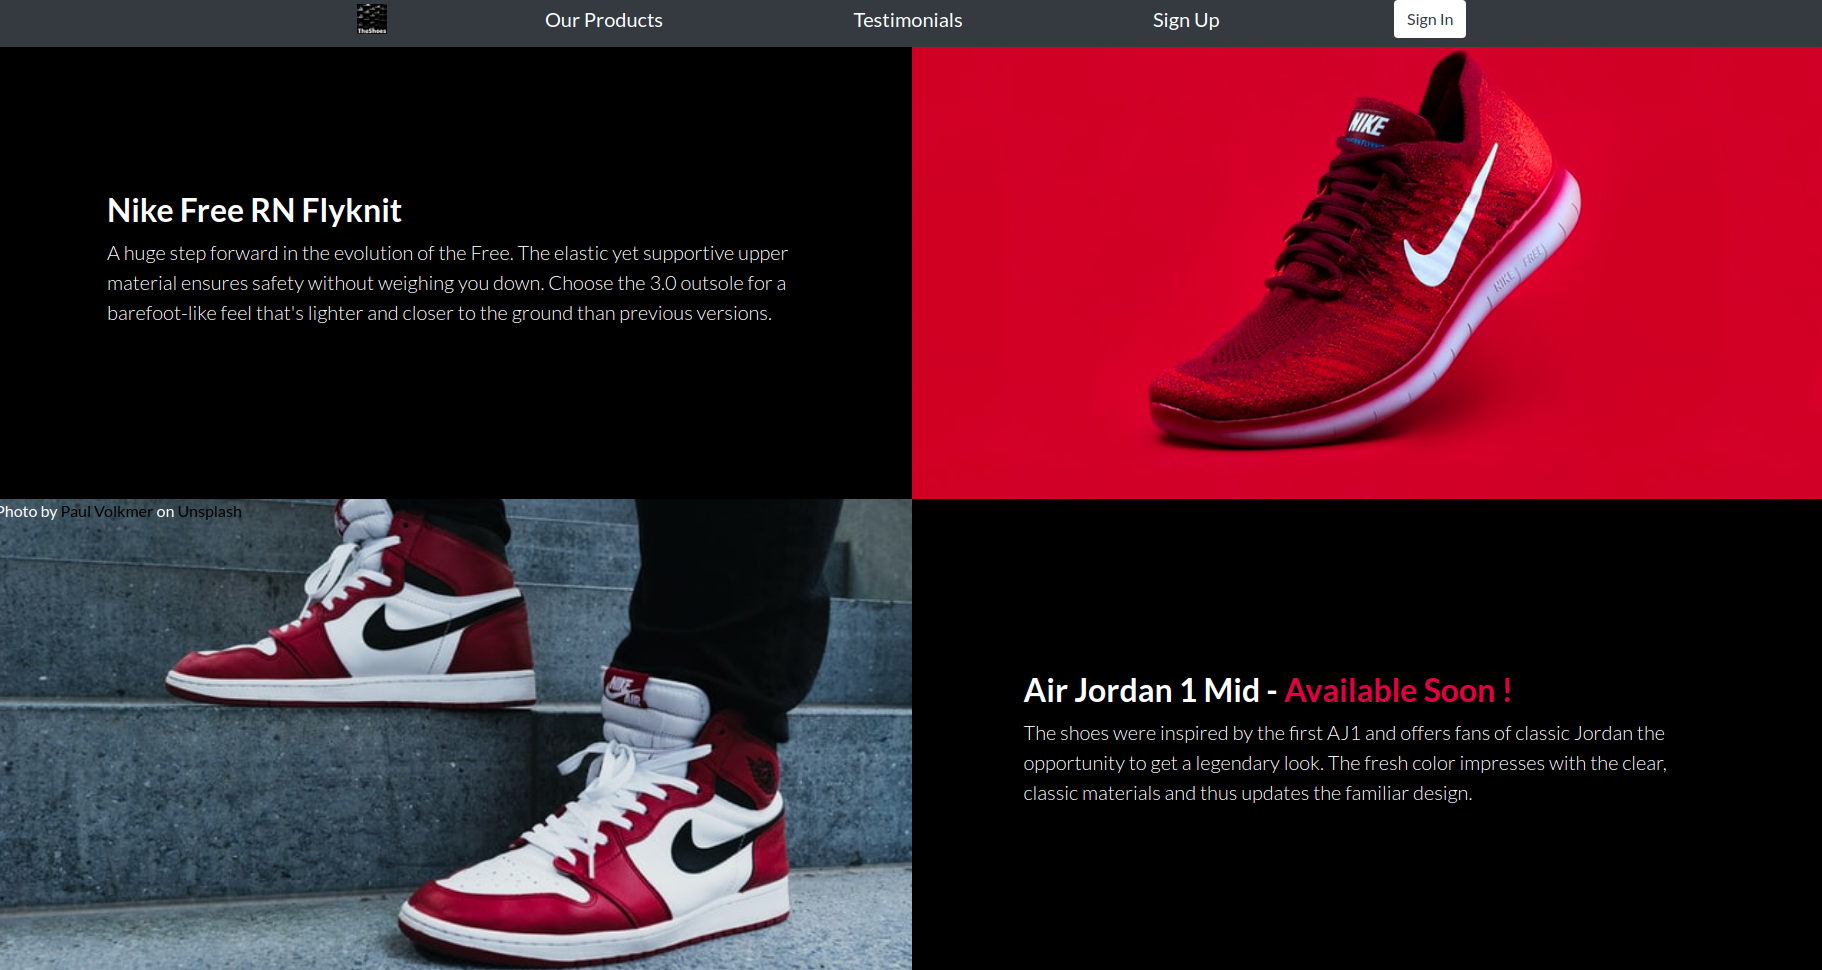 TheShoes
Our Products
Testimonials
Sign Up
Sign In
Nike Free RN Flyknit
A huge step forward in the evolution of the Free. The elastic yet supportive upper
material ensures safety without weighing you down. Choose the 3.0 outsole for a
barefoot-like feel that's lighter and closer to the ground than previous versions.
NIKE
NIKE FREE
Photo by Paul Volkmer on Unsplash
NIKE
AIR
Air Jordan 1 Mid - Available Soon !
The shoes were inspired by the first AJ1 and offers fans of classic Jordan the
opportunity to get a legendary look. The fresh color impresses with the clear,
classic materials and thus updates the familiar design.